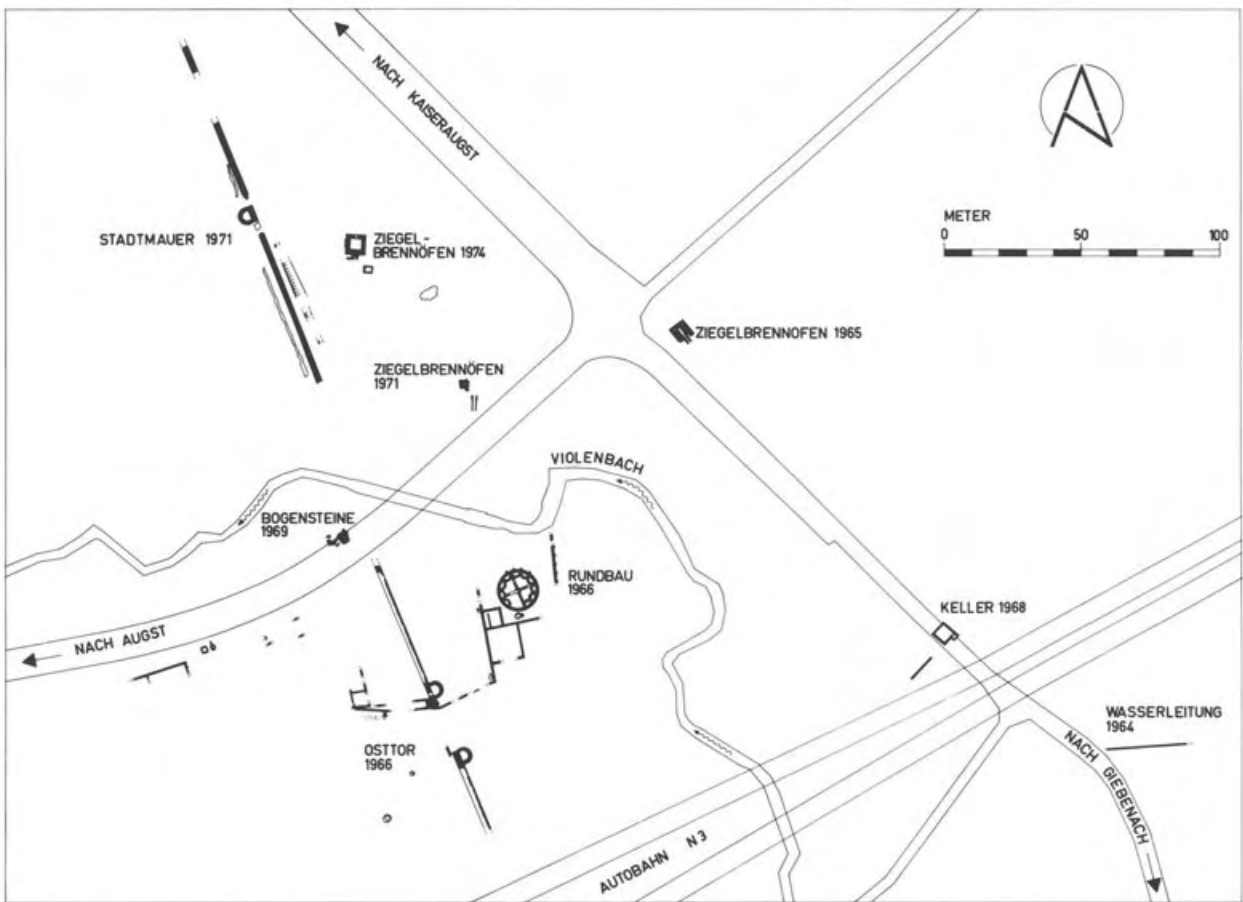 NACH KAISERAUGST
METER
0 50 100
STADTMAUER 1971
ZIEGEL-
BRENNÖFEN 1974
ZIEGELBRENNOFEN 1965
ZIEGELBRENNÖFEN
1971
VIOLENBACH
BOGENSTEINE
1969
RUNDBAU
1966
KELLER 1968
NACH AUGST
WASSERLEITUNG
1964
OSTTOR
1966
NACH GIEBENACH
AUTOBAHN N3